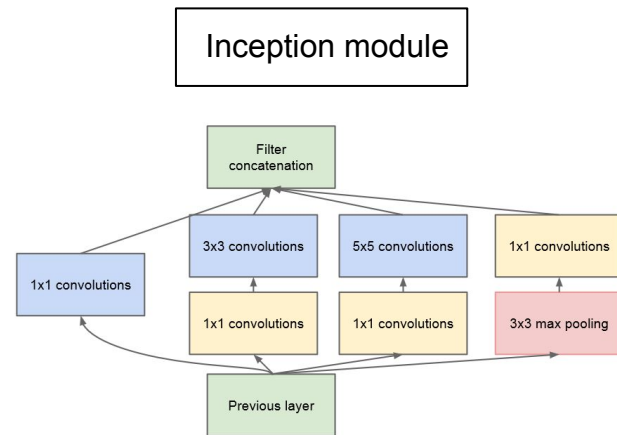 Inception module
Filter
concatenation
3x3 convolutions
5x5 convolutions
1x1 convolutions
1x1 convolutions
1x1 convolutions
1x1 convolutions
3x3 max pooling
Previous layer